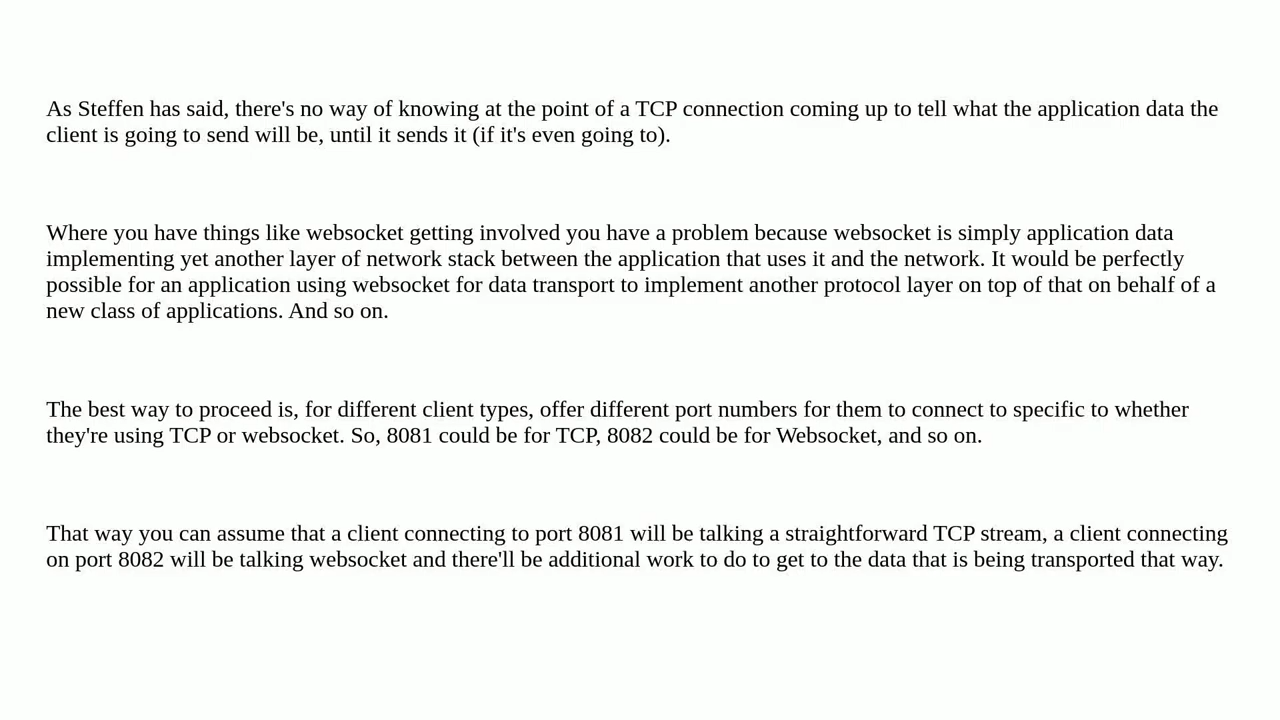 As Steffen has said, there's no way of knowing at the point of a TCP connection coming up to tell what the application data the
client is going to send will be, until it sends it (if it's even going to).
Where you have things like websocket getting involved you have a problem because websocket is simply application data
implementing yet another layer of network stack between the application that uses it and the network. It would be perfectly
possible for an application using websocket for data transport to implement another protocol layer on top of that on behalf of a
new class of applications. And so on.
The best way to proceed is, for different client types, offer different port numbers for them to connect to specific to whether
they're using TCP or websocket. So, 8081 could be for TCP, 8082 could be for Websocket, and so on.
That way you can assume that a client connecting to port 8081 will be talking a straightforward TCP stream, a client connecting
on port 8082 will be talking websocket and there'll be additional work to do to get to the data that is being transported that way.